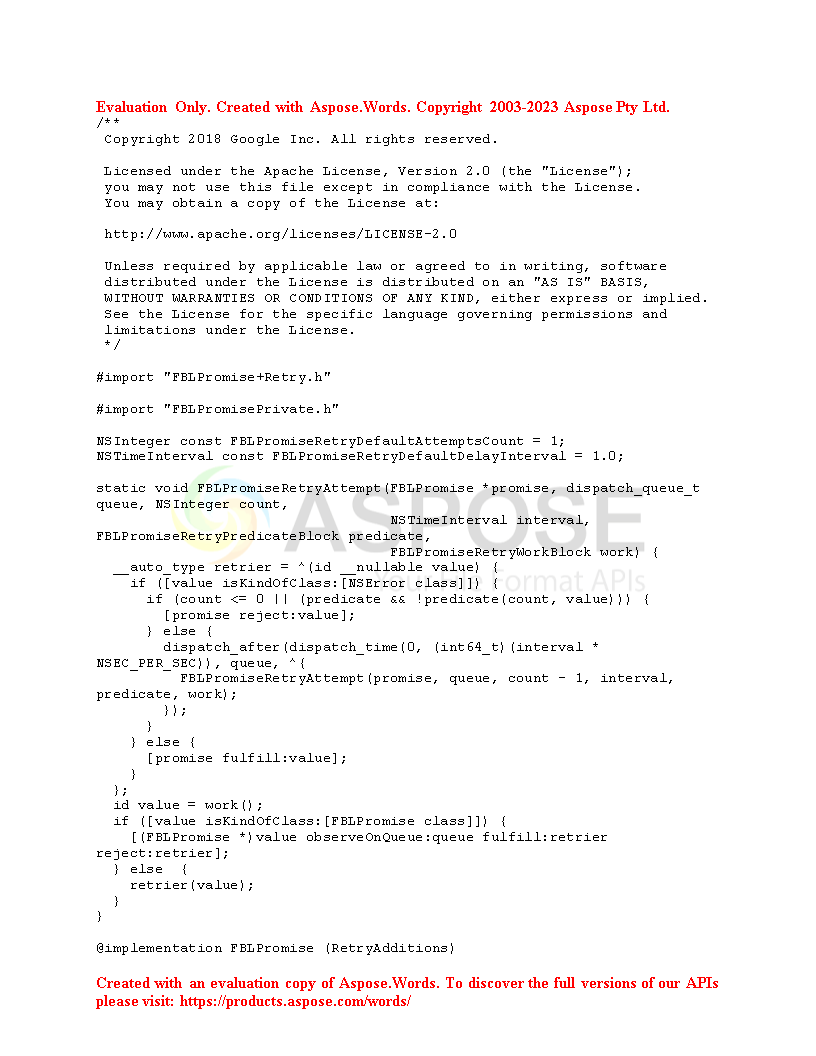 Evaluation Only. Created with Aspose.Words. Copyright 2003-2023 Aspose Pty Ltd.
/**
 Copyright 2018 Google Inc. All rights reserved.

 Licensed under the Apache License, Version 2.0 (the "License");
 you may not use this file except in compliance with the License.
 You may obtain a copy of the License at:

 http://www.apache.org/licenses/LICENSE-2.0

 Unless required by applicable law or agreed to in writing, software
 distributed under the License is distributed on an "AS IS" BASIS,
 WITHOUT WARRANTIES OR CONDITIONS OF ANY KIND, either express or implied.
 See the License for the specific language governing permissions and
 limitations under the License.
 */

#import "FBLPromise+Retry.h"

#import "FBLPromisePrivate.h"

NSInteger const FBLPromiseRetryDefaultAttemptsCount = 1;
NSTimeInterval const FBLPromiseRetryDefaultDelayInterval = 1.0;

static void FBLPromiseRetryAttempt(FBLPromise *promise, dispatch_queue_t
queue, NSInteger count,
                                   NSTimeInterval interval,
FBLPromiseRetryPredicateBlock predicate,
                                   FBLPromiseRetryWorkBlock work) {
  __auto_type retrier = ^(id __nullable value) {
    if ([value isKindOfClass:[NSError class]]) {
      if (count <= 0 || (predicate && !predicate(count, value))) {
        [promise reject:value];
      } else {
        dispatch_after(dispatch_time(0, (int64_t)(interval *
NSEC_PER_SEC)), queue, ^{
          FBLPromiseRetryAttempt(promise, queue, count - 1, interval,
predicate, work);
        });
      }
    } else {
      [promise fulfill:value];
    }
  };
  id value = work();
  if ([value isKindOfClass:[FBLPromise class]]) {
    [(FBLPromise *)value observeOnQueue:queue fulfill:retrier
reject:retrier];
  } else  {
    retrier(value);
  }
}

@implementation FBLPromise (RetryAdditions)

ASPOSE
Format APIs
Created with an evaluation copy of Aspose.Words. To discover the full versions of our APIs
please visit: https://products.aspose.com/words/